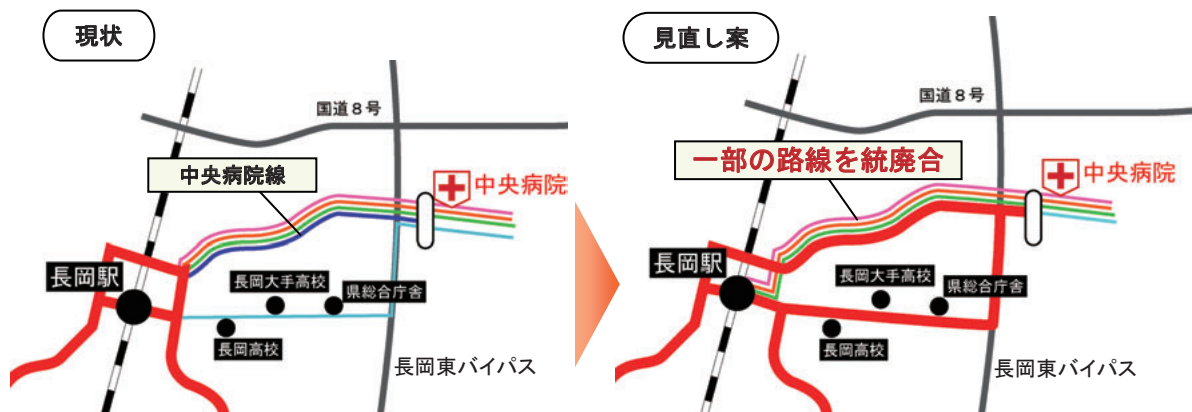 現状
国道8号
中央病院線
中央病院
長岡駅
長岡大手高校
県総合庁舎
長岡高校
長岡東バイパス
見直し案
国道8号
一部の路線を統廃合
中央病院
長岡駅
長岡大手高校
県総合庁舎
長岡高校
長岡東バイパス